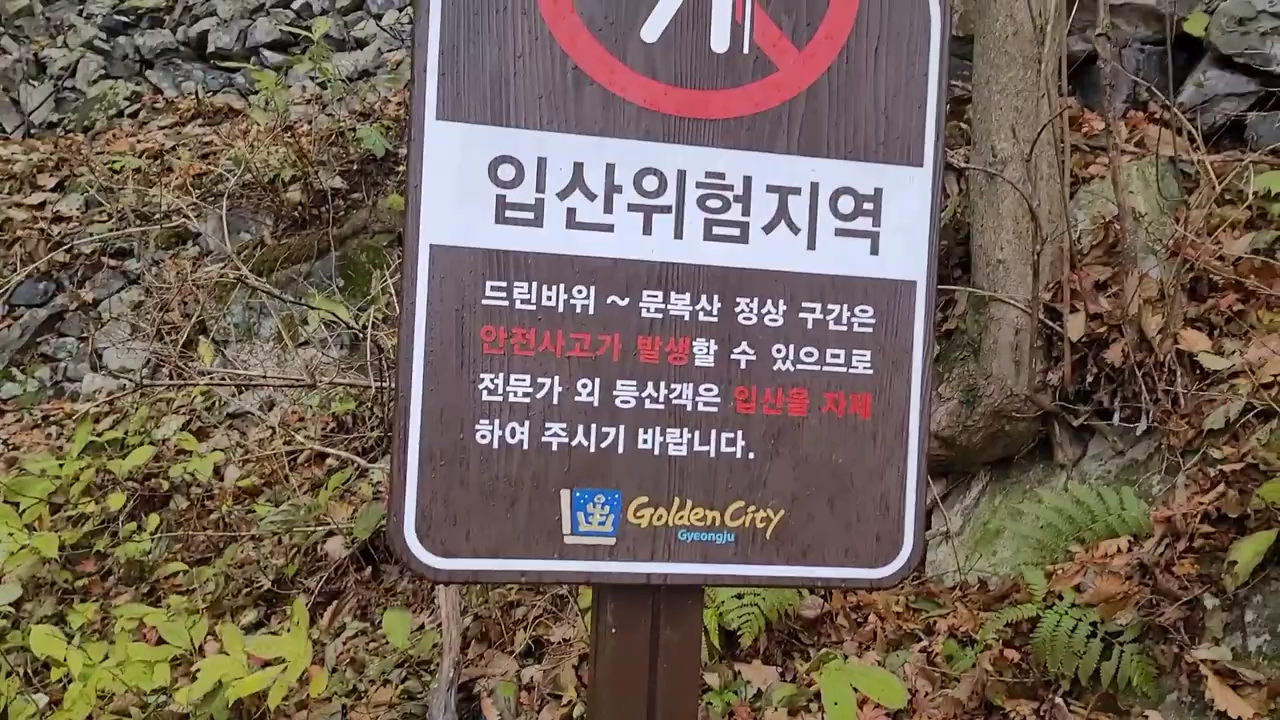 입산위험지역
드린바위 ~ 문복산 정상 구간은
안전사고가 발생할 수 있으므로
전문가 외 등산객은 입산을 자제
하여 주시기 바랍니다.
Golden City
Gyeongju